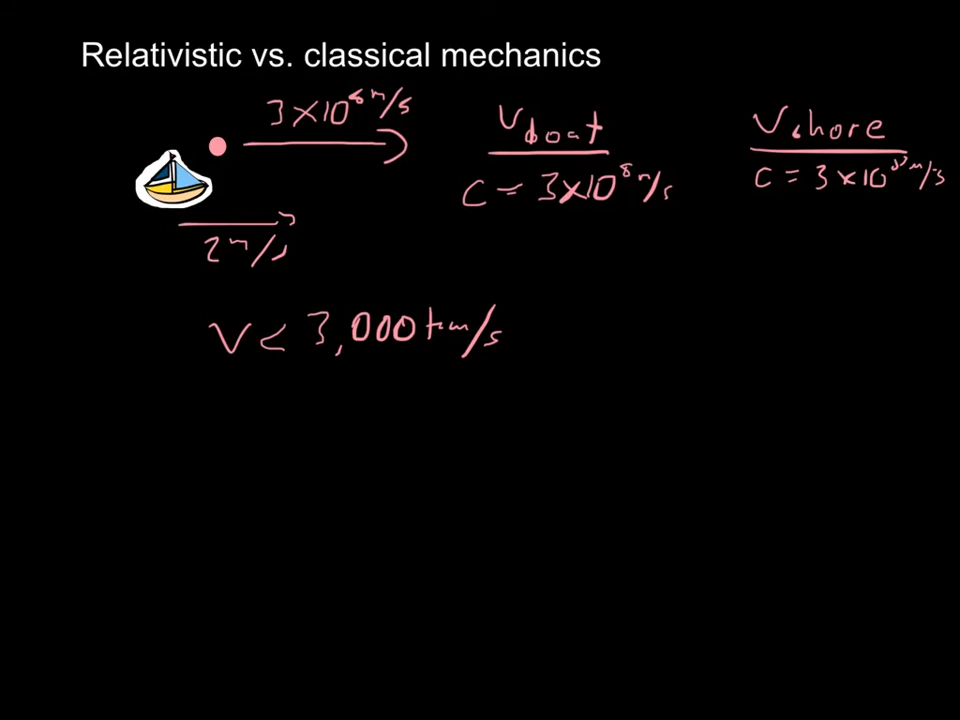 Relativistic vs. classical mechanics
3×10⁸ m/s
V boat
V shore
C = 3×10⁸ m/s
C = 3×10⁸ m/s
2 m/s
V < 3,000 km/s